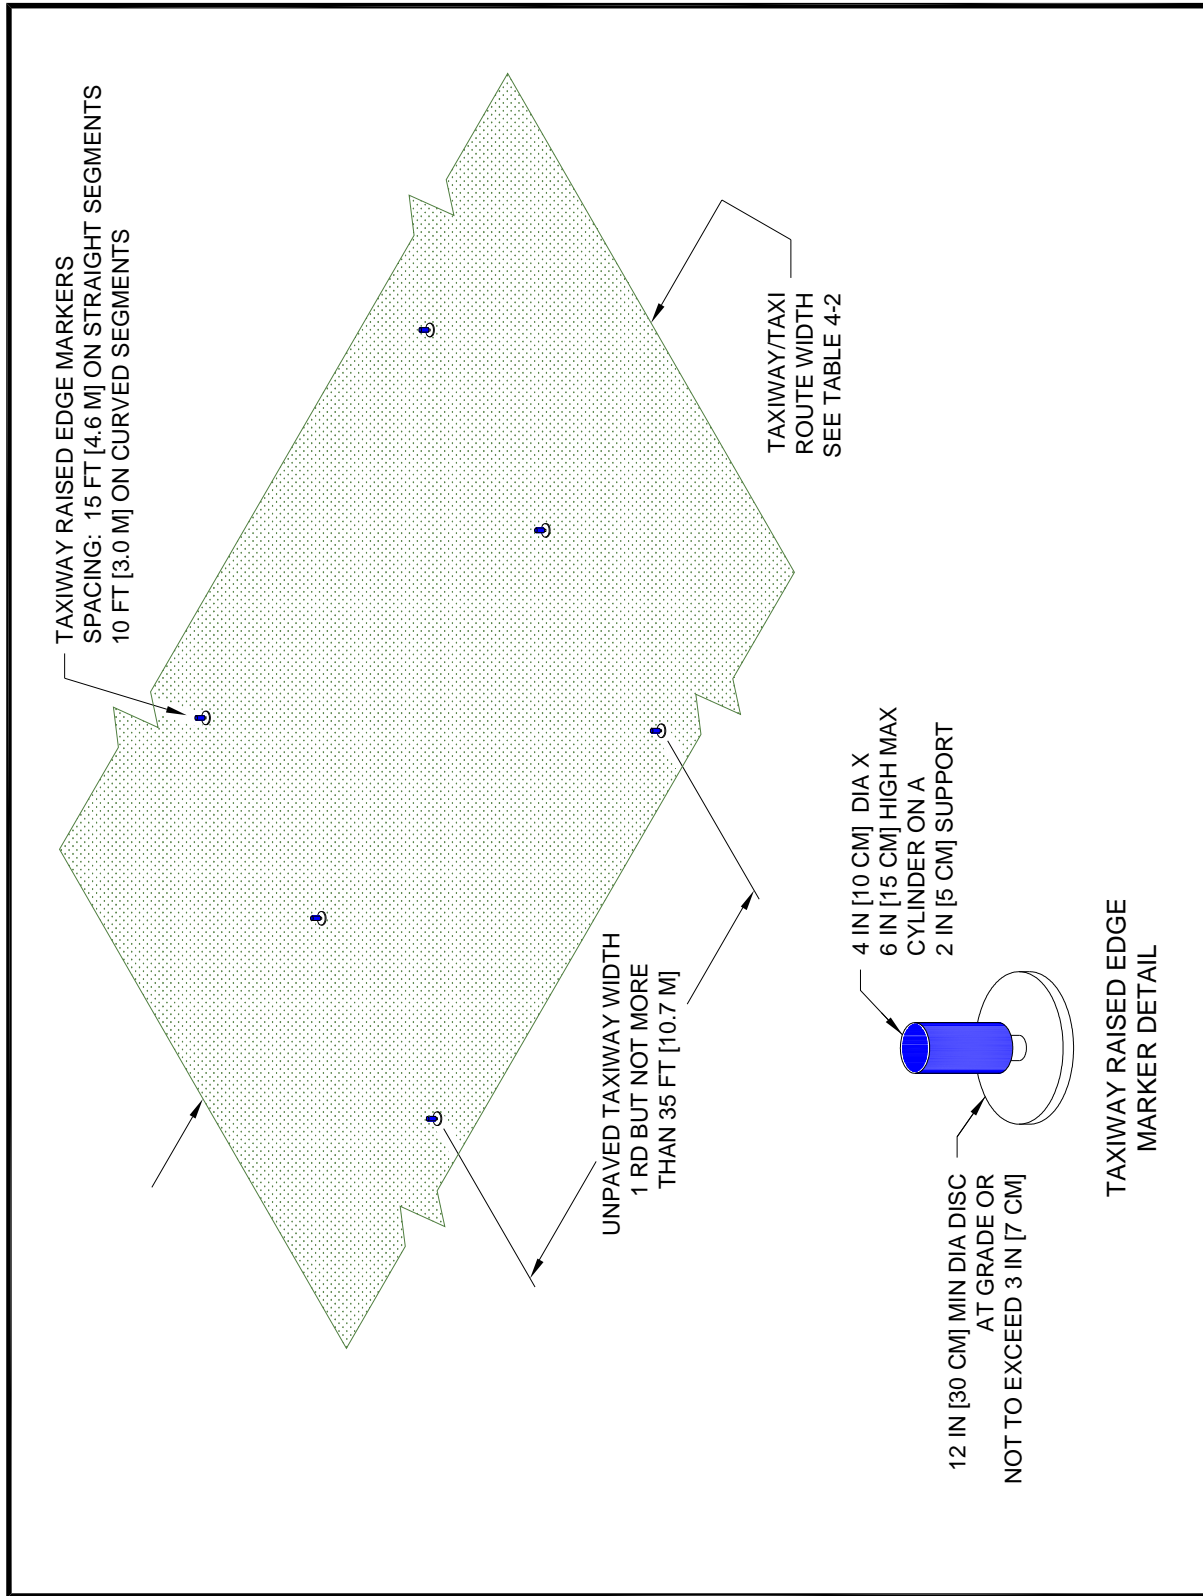 TAXIWAY RAISED EDGE MARKERS
SPACING: 15 FT [4.6 M] ON STRAIGHT SEGMENTS
10 FT [3.0 M] ON CURVED SEGMENTS
TAXIWAY/TAXI
ROUTE WIDTH
SEE TABLE 4-2
UNPAVED TAXIWAY WIDTH
1 RD BUT NOT MORE
THAN 35 FT [10.7 M]
4 IN [10 CM] DIA X
6 IN [15 CM] HIGH MAX
CYLINDER ON A
2 IN [5 CM] SUPPORT
12 IN [30 CM] MIN DIA DISC
AT GRADE OR
NOT TO EXCEED 3 IN [7 CM]
TAXIWAY RAISED EDGE
MARKER DETAIL